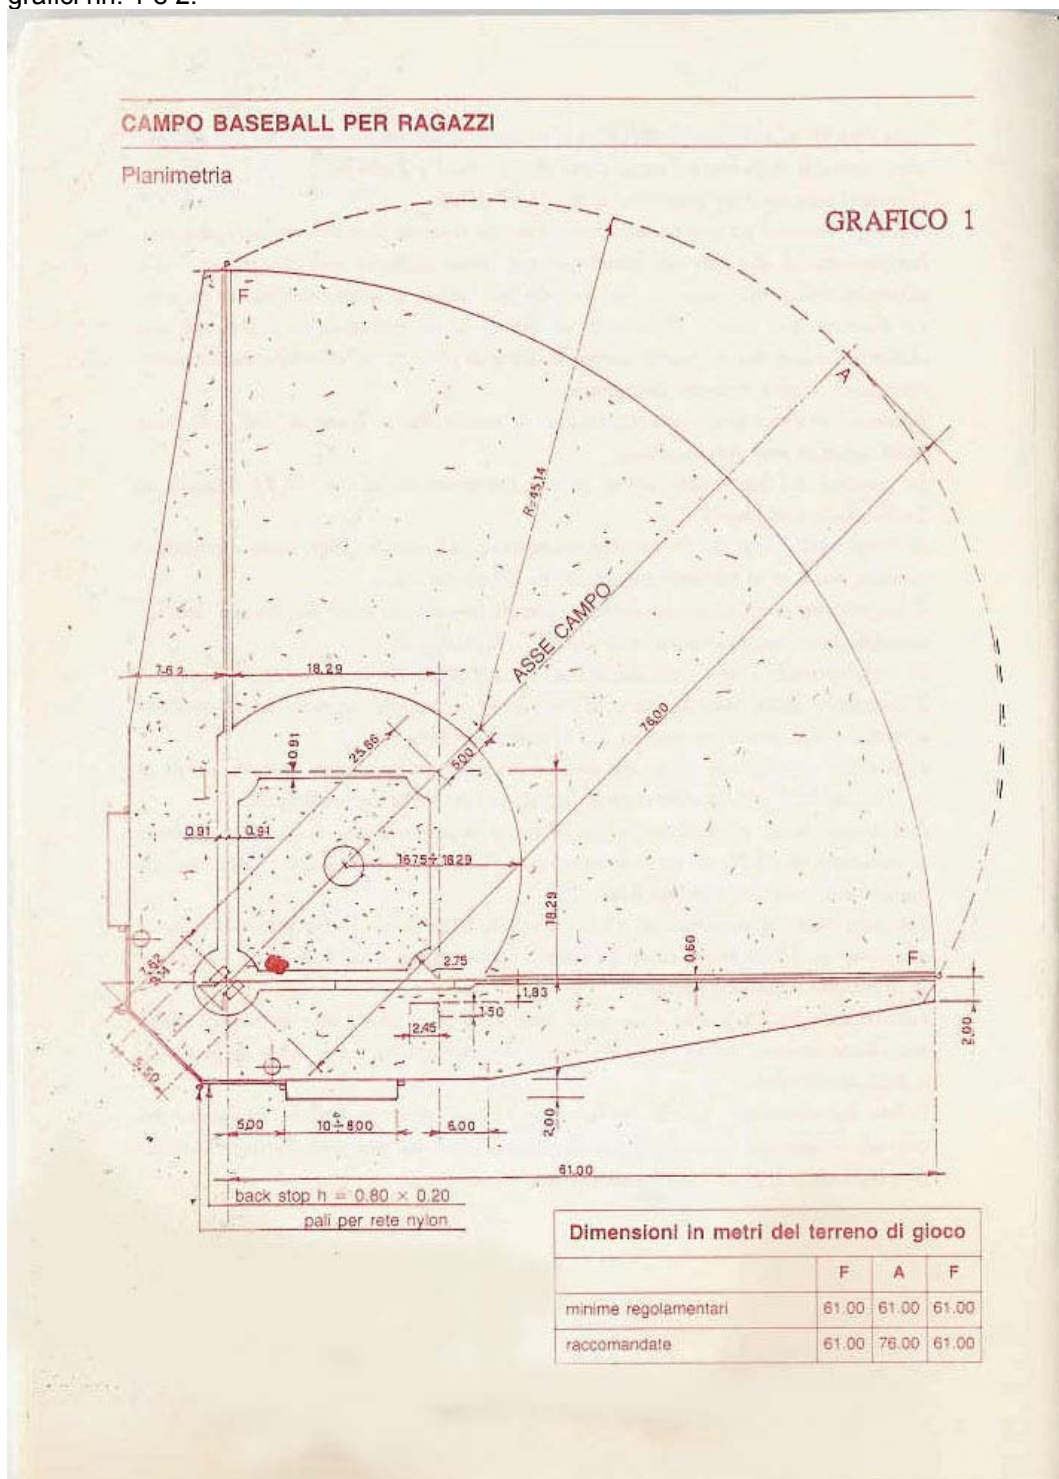 grafici nn. 1 e 2.
CAMPO BASEBALL PER RAGAZZI
Planimetria
GRAFICO 1
F
A
R=45,14
ASSE CAMPO
7.62
18.29
76,00
0.91
25.86
5,00
0.91
0.91
16.75÷18.29
18.29
2.75
0,60
F
1.83
1.50
2.45
2,00
5,50
5,00
10÷8.00
6.00
2,00
61.00
back stop h = 0.80 × 0.20
pali per rete nylon
Dimensioni in metri del terreno di gioco
F A F
minime regolamentari 61.00 61.00 61.00
raccomandate 61.00 76.00 61.00